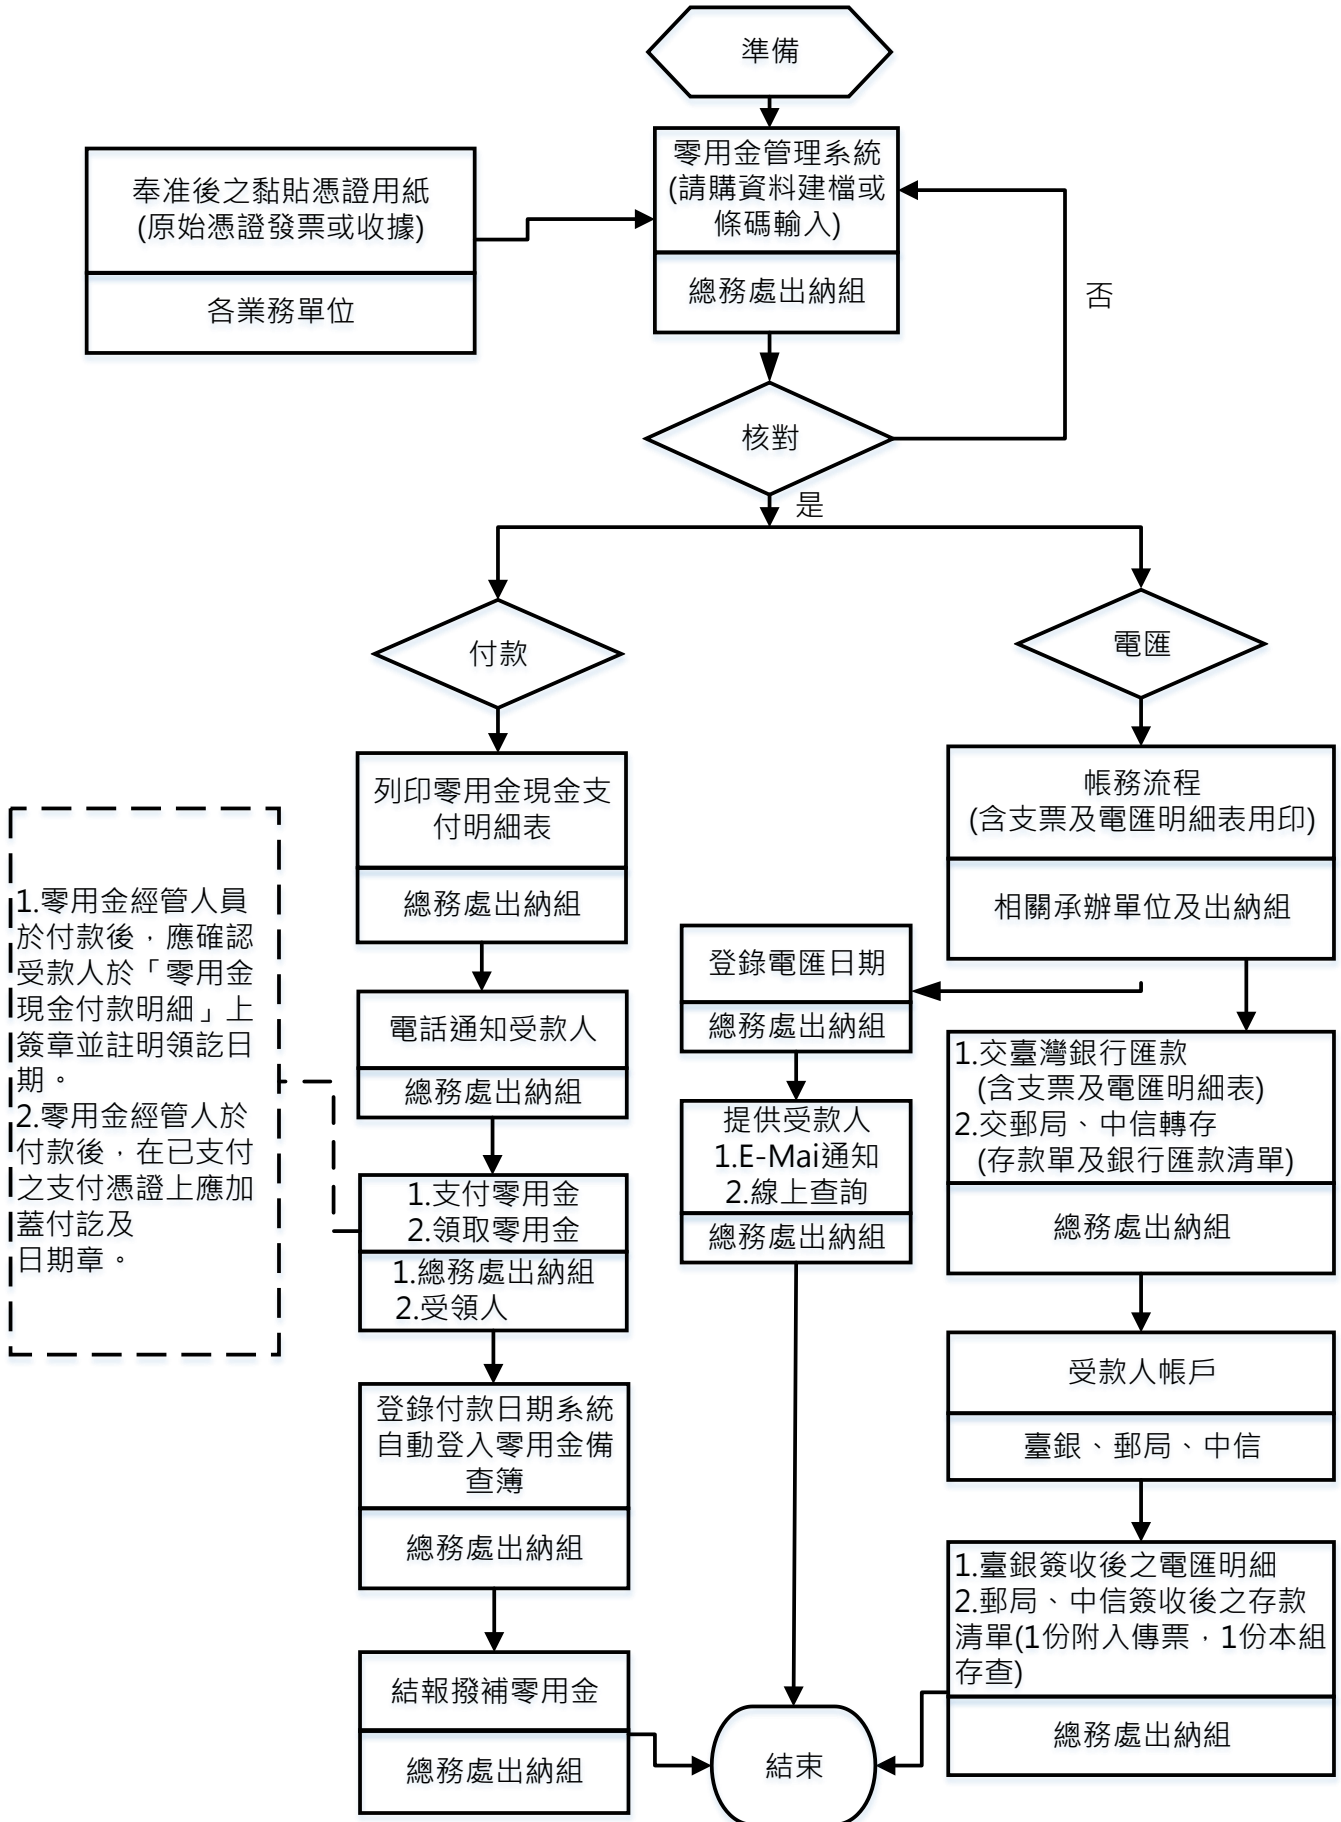 準備
零用金管理系統
(請購資料建檔或
條碼輸入)
總務處出納組
奉准後之黏貼憑證用紙
(原始憑證發票或收據)
各業務單位
否
核對
是
付款
電匯
列印零用金現金支
付明細表
總務處出納組
電話通知受款人
總務處出納組
1.支付零用金
2.領取零用金
1.總務處出納組
2.受領人
1.零用金經管人員
於付款後，應確認
受款人於「零用金
現金付款明細」上
簽章並註明領訖日
期。
2.零用金經管人於
付款後，在已支付
之支付憑證上應加
蓋付訖及
日期章。
登錄付款日期系統
自動登入零用金備
查簿
總務處出納組
結報撥補零用金
總務處出納組
登錄電匯日期
總務處出納組
提供受款人
1.E-Mai通知
2.線上查詢
總務處出納組
帳務流程
(含支票及電匯明細表用印)
相關承辦單位及出納組
1.交臺灣銀行匯款
(含支票及電匯明細表)
2.交郵局、中信轉存
(存款單及銀行匯款清單)
總務處出納組
受款人帳戶
臺銀、郵局、中信
1.臺銀簽收後之電匯明細
2.郵局、中信簽收後之存款
清單(1份附入傳票，1份本組
存查)
總務處出納組
結束